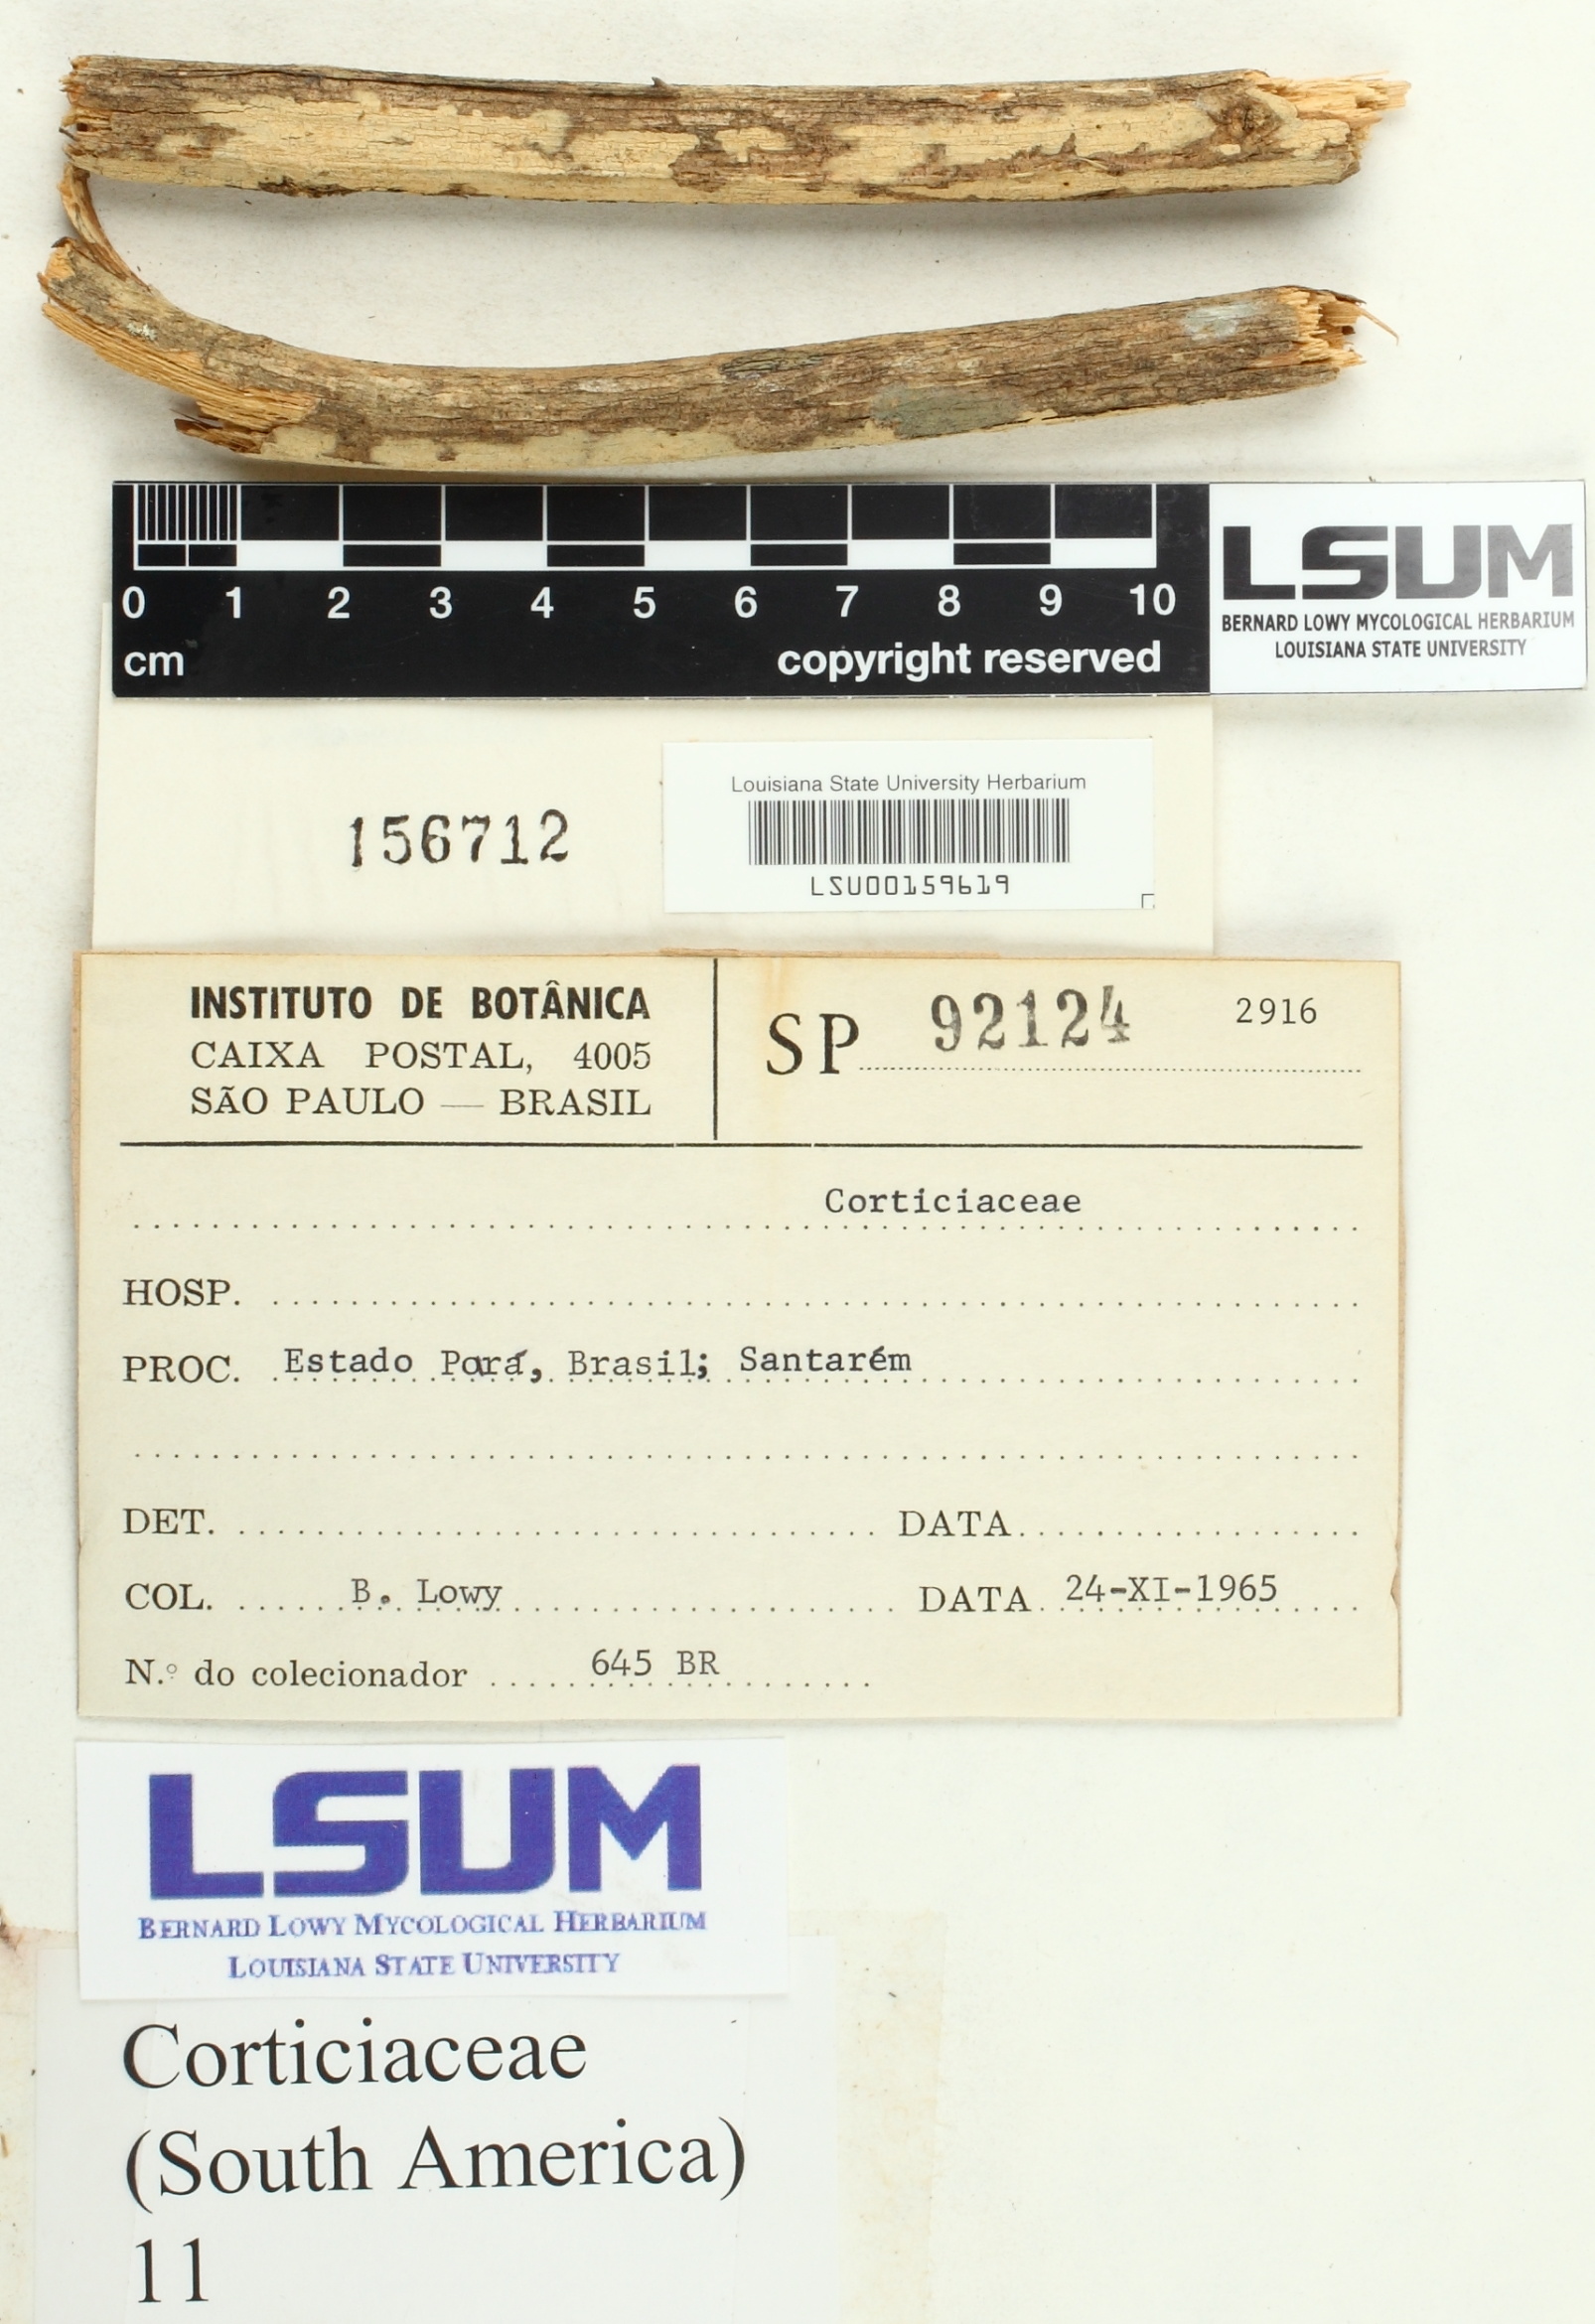 0 1 2 3 4 5 6 7 8 9 10
cm copyright reserved
LSUM
BERNARD LOWY MYCOLOGICAL HERBARIUM
LOUISIANA STATE UNIVERSITY
156712
Louisiana State University Herbarium
LSU00159619
INSTITUTO DE BOTÂNICA
CAIXA POSTAL, 4005
SÃO PAULO — BRASIL
SP 92124 2916
Corticiaceae
HOSP.
PROC. Estado Pará, Brasil; Santarém
DET. DATA
COL. B. Lowy DATA 24-XI-1965
N.º do colecionador 645 BR
LSUM
BERNARD LOWY MYCOLOGICAL HERBARIUM
LOUISIANA STATE UNIVERSITY
Corticiaceae
(South America)
11